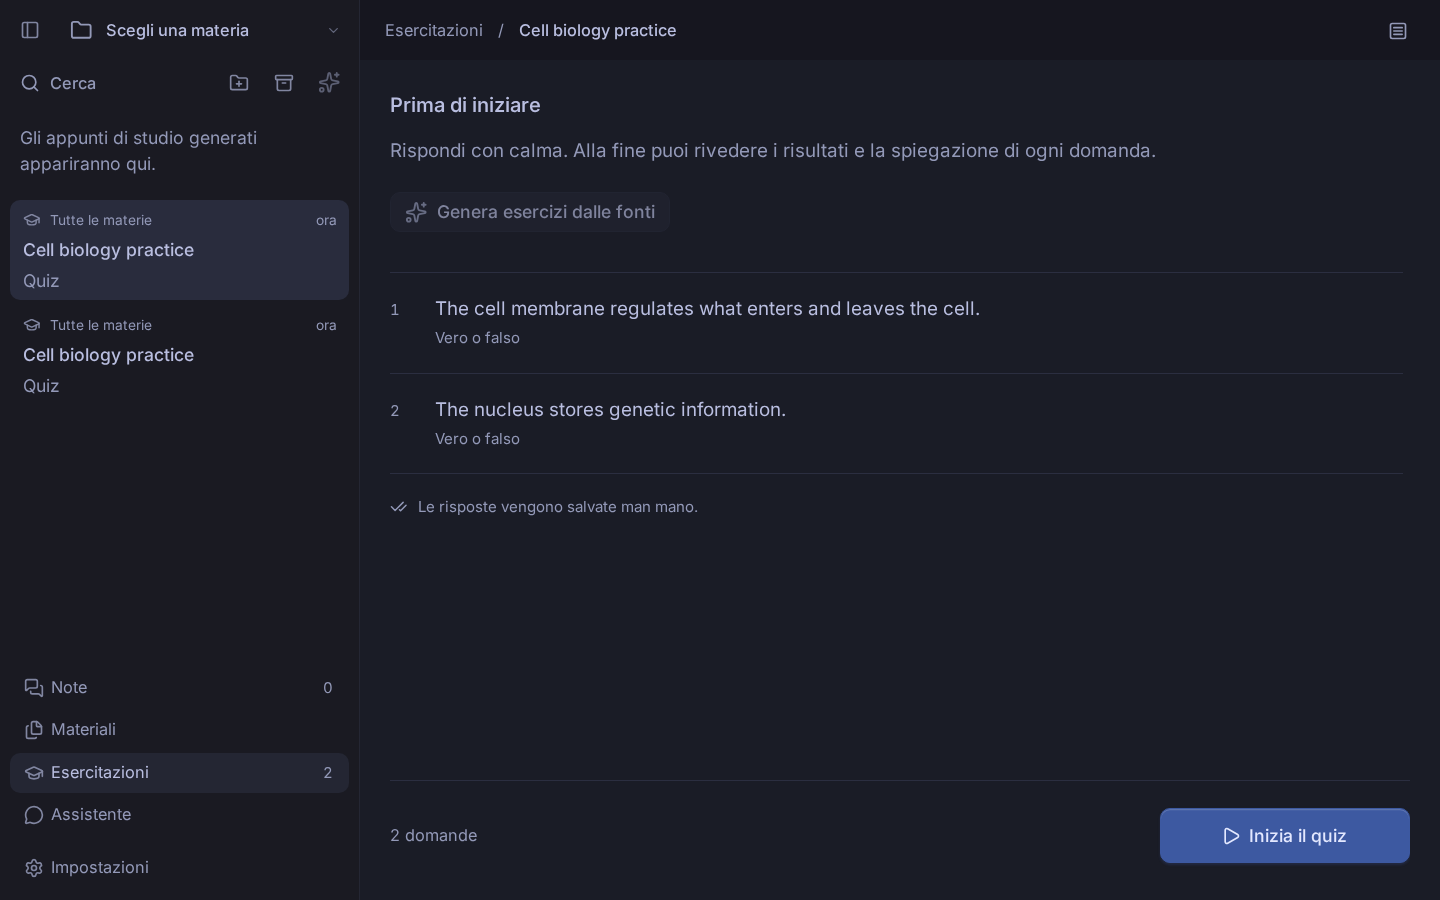 Scegli una materia
Cerca
Gli appunti di studio generati
appariranno qui.
Tutte le materie ora
Cell biology practice
Quiz
Tutte le materie ora
Cell biology practice
Quiz
Note 0
Materiali
Esercitazioni 2
Assistente
Impostazioni
Esercitazioni / Cell biology practice
Prima di iniziare
Rispondi con calma. Alla fine puoi rivedere i risultati e la spiegazione di ogni domanda.
Genera esercizi dalle fonti
1 The cell membrane regulates what enters and leaves the cell.
Vero o falso
2 The nucleus stores genetic information.
Vero o falso
Le risposte vengono salvate man mano.
2 domande
Inizia il quiz